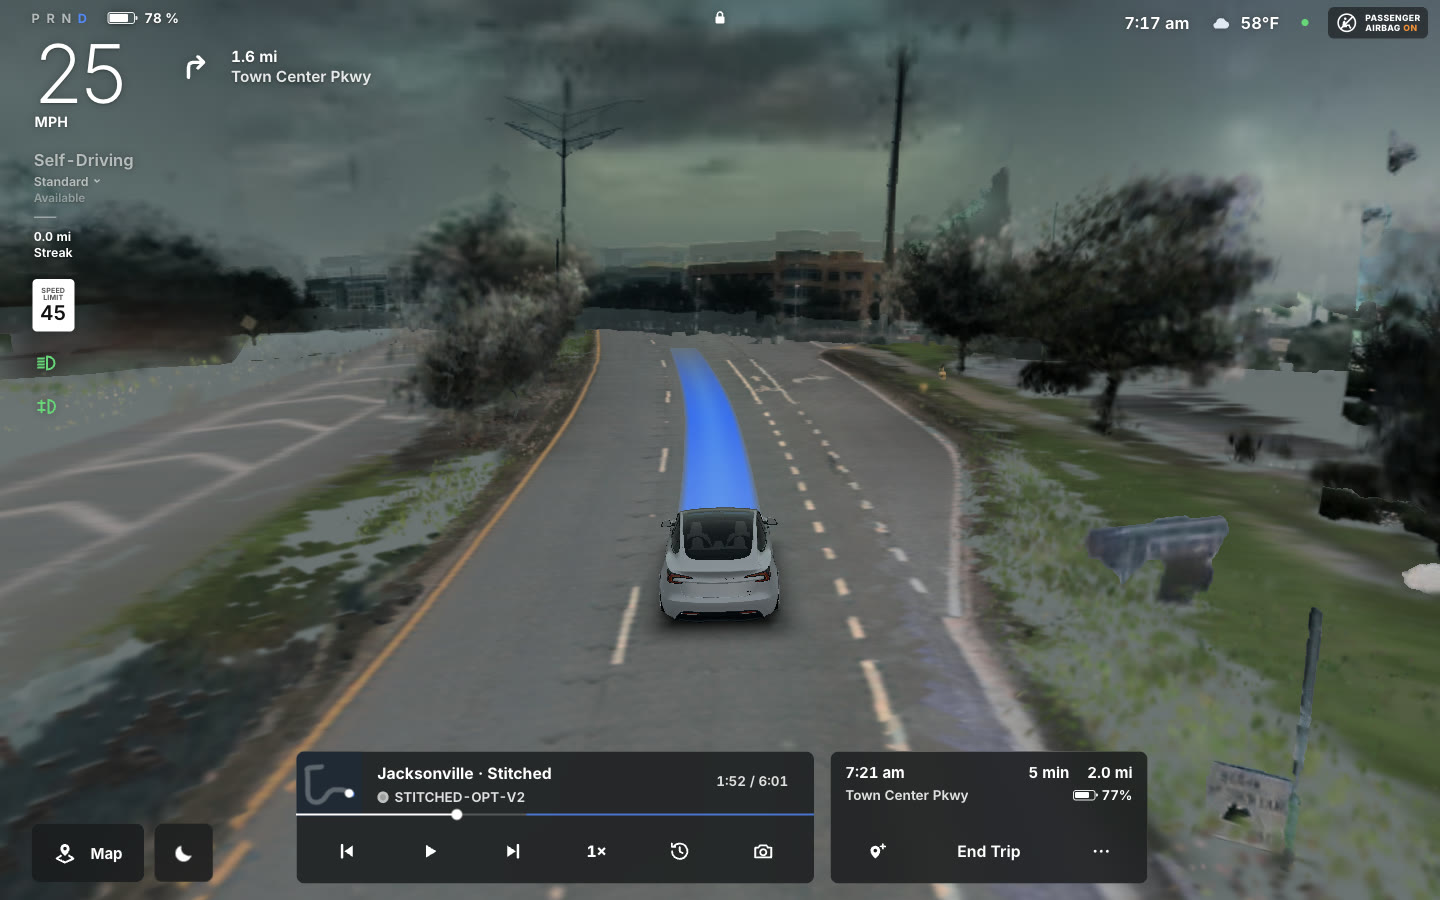 P R N D
78 %
7:17 am
58°F
PASSENGER
AIRBAG ON
25
MPH
1.6 mi
Town Center Pkwy
Self-Driving
Standard
Available
0.0 mi
Streak
SPEED
LIMIT
45
Jacksonville · Stitched
STITCHED-OPT-V2
1:52 / 6:01
1×
7:21 am
5 min
2.0 mi
Town Center Pkwy
77%
End Trip
Map